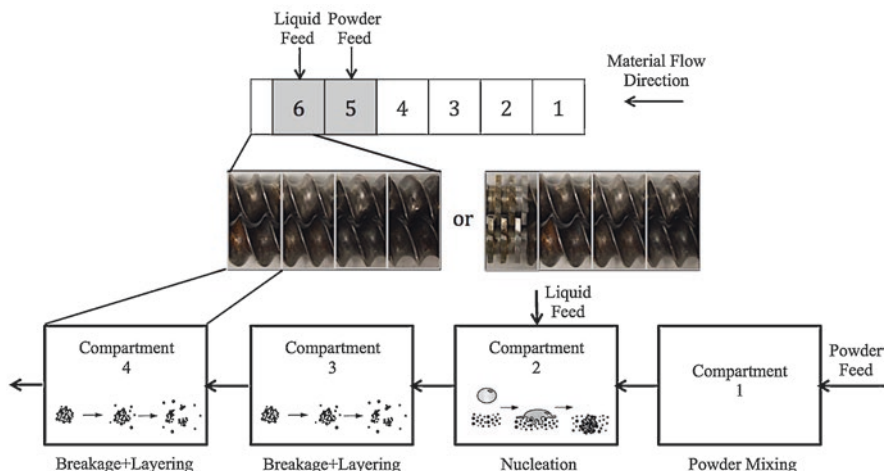 Liquid
Feed
Powder
Feed
Material Flow
Direction
6 5 4 3 2 1
or
Liquid
Feed
Compartment
4
Compartment
3
Compartment
2
Compartment
1
Powder
Feed
Breakage+Layering
Breakage+Layering
Nucleation
Powder Mixing